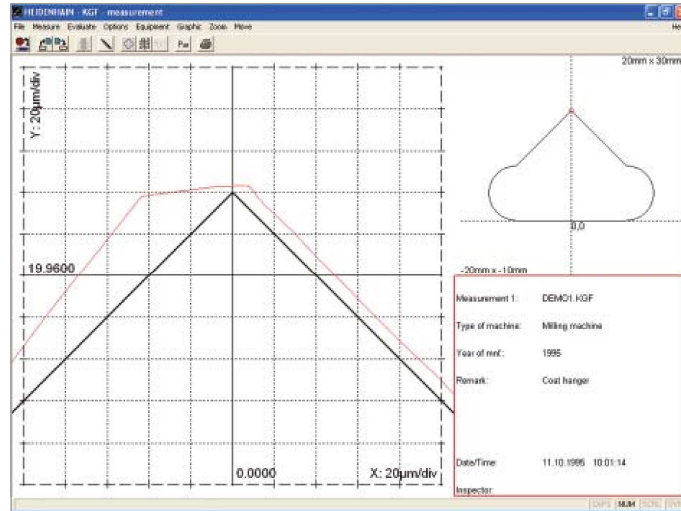 HEIDENHAIN - KGF - measurement
File Measure Evaluate Options Equipment Graphic Zoom Move He
Par
Y: 20µm/div
19.9600
0.0000
X: 20µm/div
20mm x 30mm
0,0
-20mm x -10mm
Measurement 1: DEMO1.KGF
Type of machine: Milling machine
Year of mnf.: 1995
Remark: Coat hanger
Date/Time: 11.10.1995 10:01:14
Inspector:
CAPS NUM SCRL